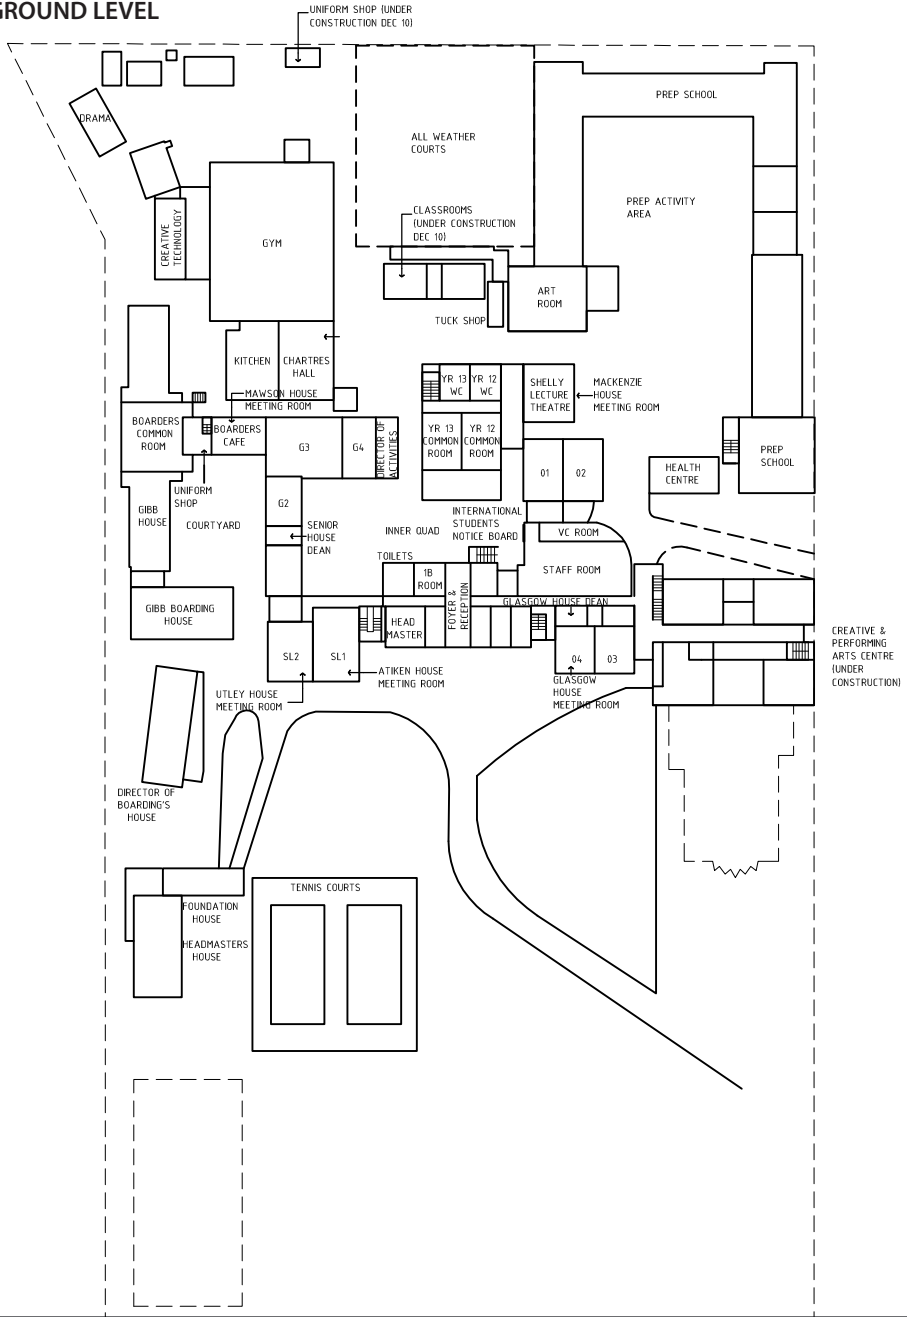 GROUND LEVEL
UNIFORM SHOP (UNDER
CONSTRUCTION DEC 10)
PREP SCHOOL
DRAMA
ALL WEATHER
COURTS
PREP ACTIVITY
AREA
CLASSROOMS
(UNDER CONSTRUCTION
DEC 10)
CREATIVE
TECHNOLOGY
GYM
ART
ROOM
TUCK SHOP
KITCHEN
CHARTRES
HALL
MAWSON HOUSE
MEETING ROOM
YR 13
WC
YR 12
WC
SHELLY
LECTURE
THEATRE
MACKENZIE
HOUSE
MEETING ROOM
BOARDERS
COMMON
ROOM
BOARDERS
CAFE
G3
G4
DIRECTOR OF
ACTIVITIES
YR 13
COMMON
ROOM
YR 12
COMMON
ROOM
PREP
SCHOOL
01
02
HEALTH
CENTRE
UNIFORM
SHOP
G2
GIBB
HOUSE
COURTYARD
SENIOR
HOUSE
DEAN
INNER QUAD
INTERNATIONAL
STUDENTS
NOTICE BOARD
VC ROOM
TOILETS
1B
ROOM
STAFF ROOM
GIBB BOARDING
HOUSE
FOYER &
RECEPTION
GLASGOW HOUSE DEAN
HEAD
MASTER
CREATIVE &
PERFORMING
ARTS CENTRE
(UNDER
CONSTRUCTION)
SL2
SL1
04
03
ATIKEN HOUSE
MEETING ROOM
GLASGOW
HOUSE
MEETING ROOM
UTLEY HOUSE
MEETING ROOM
DIRECTOR OF
BOARDING'S
HOUSE
TENNIS COURTS
FOUNDATION
HOUSE
HEADMASTERS
HOUSE